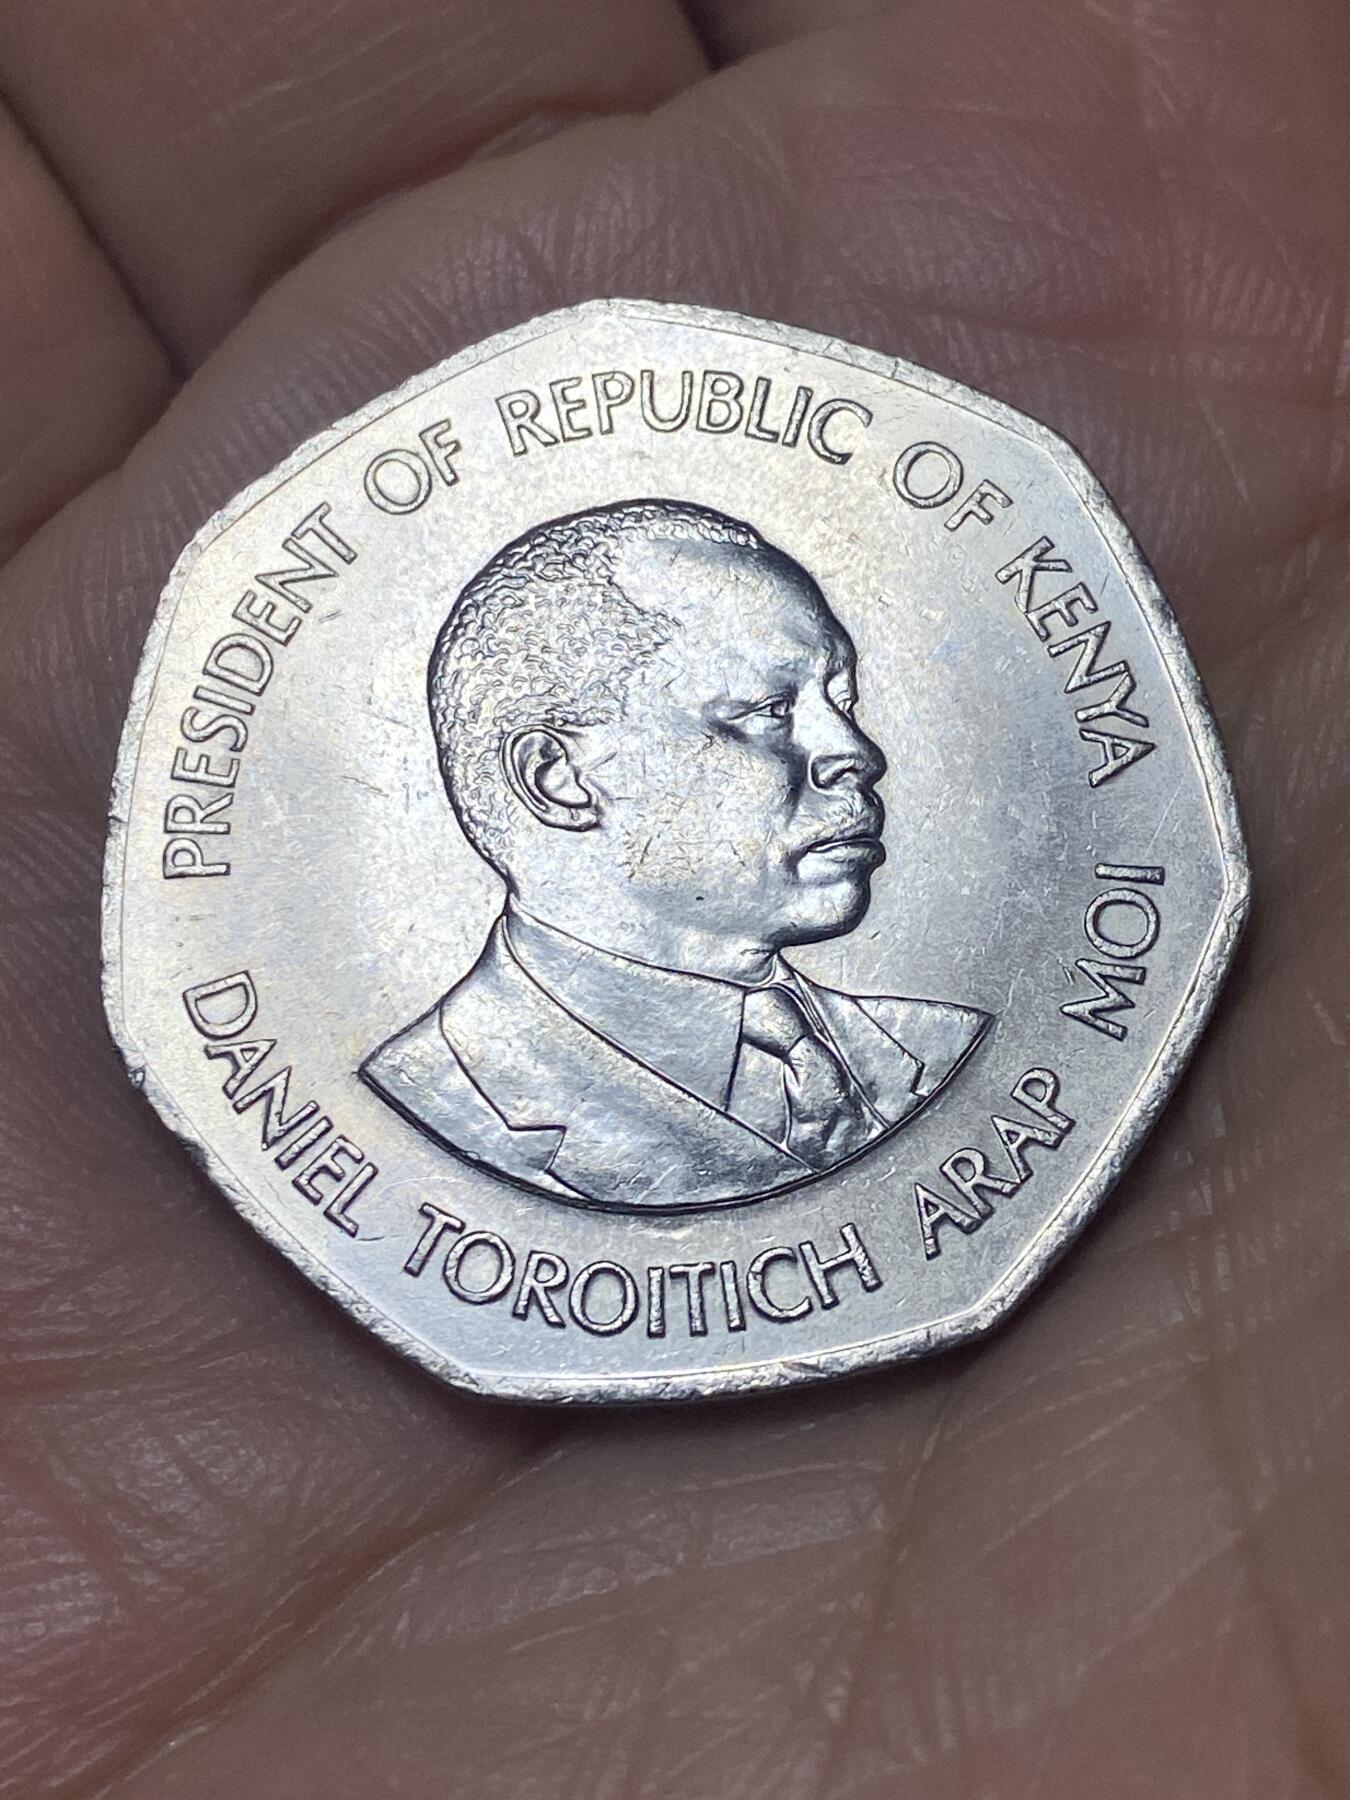 PRESIDENT OF REPUBLIC OF KENYA
DANIEL TOROITICH ARAP MOI